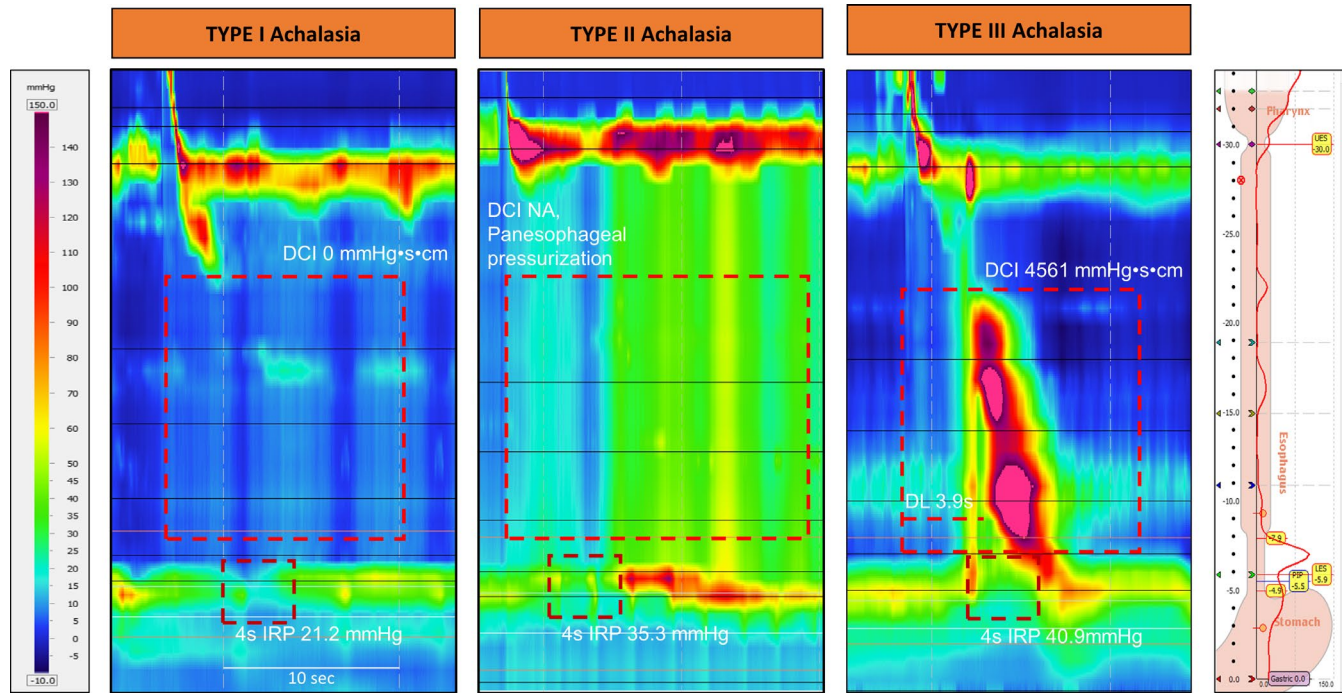 TYPE I Achalasia
TYPE II Achalasia
TYPE III Achalasia
mmHg
150.0
140
130
120
110
100
90
80
70
60
50
45
40
35
30
25
20
15
10
5
0
-5
-10.0
DCI 0 mmHg•s•cm
4s IRP 21.2 mmHg
10 sec
DCI NA,
Panesophageal
pressurization
4s IRP 35.3 mmHg
DCI 4561 mmHg•s•cm
DL 3.9s
4s IRP 40.9mmHg
Pharynx
UES
-30.0
-30.0
-25.0
-20.0
-15.0
Esophagus
-10.0
-7.9
LES
-5.9
PIP
-5.5
-4.9
-5.0
Stomach
0.0
Gastric 0.0
0.0
150.0